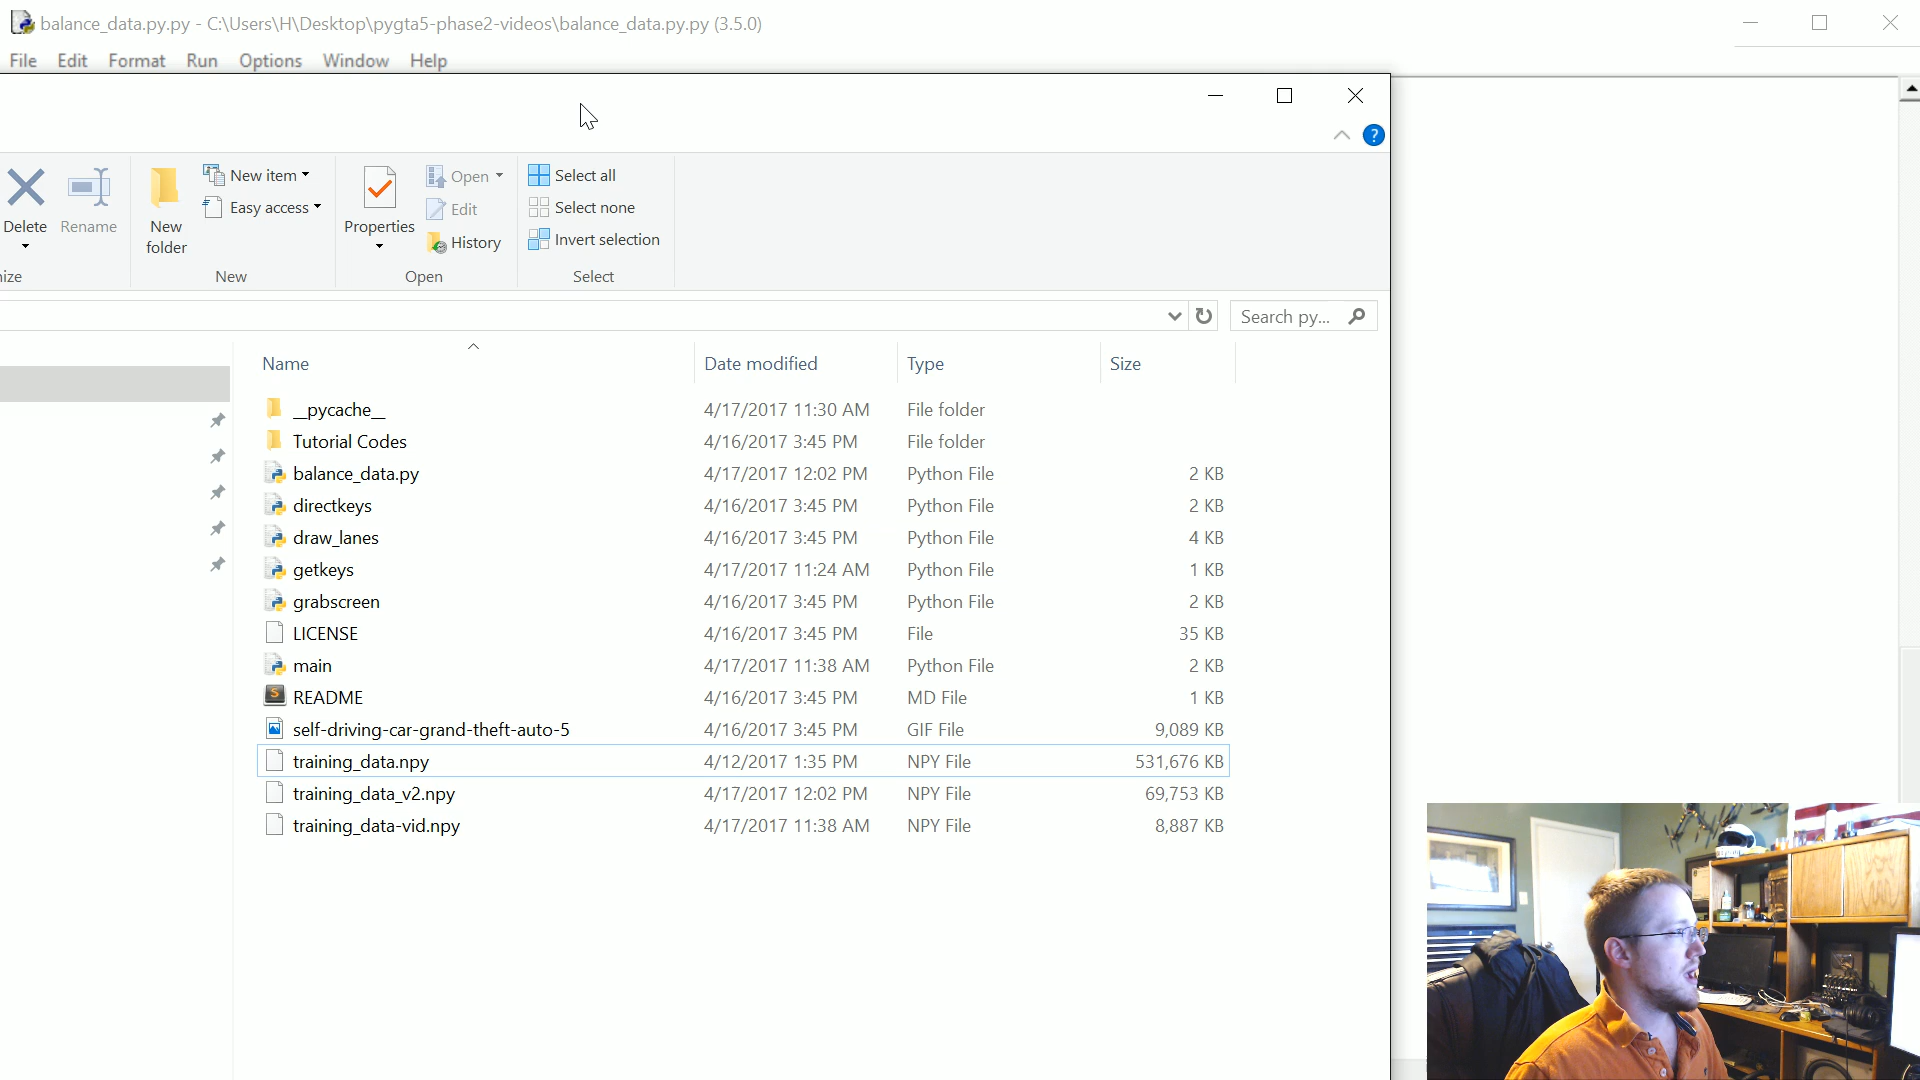 balance_data.py.py - C:\Users\H\Desktop\pygta5-phase2-videos\balance_data.py.py (3.5.0)
File Edit Format Run Options Window Help
Delete
Rename
New folder
New item
Easy access
Properties
Open
Edit
History
Select all
Select none
Invert selection
ize
New
Open
Select
Search py...
Name Date modified Type Size
__pycache__ 4/17/2017 11:30 AM File folder
Tutorial Codes 4/16/2017 3:45 PM File folder
balance_data.py 4/17/2017 12:02 PM Python File 2 KB
directkeys 4/16/2017 3:45 PM Python File 2 KB
draw_lanes 4/16/2017 3:45 PM Python File 4 KB
getkeys 4/17/2017 11:24 AM Python File 1 KB
grabscreen 4/16/2017 3:45 PM Python File 2 KB
LICENSE 4/16/2017 3:45 PM File 35 KB
main 4/17/2017 11:38 AM Python File 2 KB
README 4/16/2017 3:45 PM MD File 1 KB
self-driving-car-grand-theft-auto-5 4/16/2017 3:45 PM GIF File 9,089 KB
training_data.npy 4/12/2017 1:35 PM NPY File 531,676 KB
training_data_v2.npy 4/17/2017 12:02 PM NPY File 69,753 KB
training_data-vid.npy 4/17/2017 11:38 AM NPY File 8,887 KB